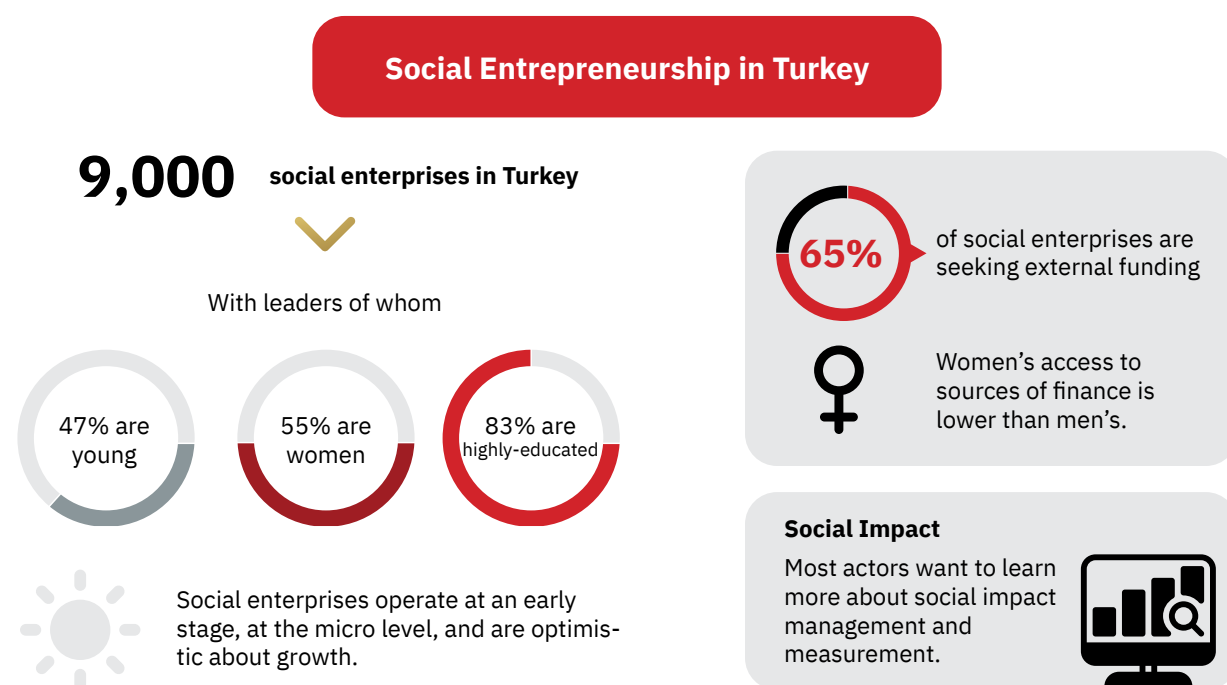 Social Entrepreneurship in Turkey
9,000 social enterprises in Turkey
With leaders of whom
47% are
young
55% are
women
83% are
highly-educated
Social enterprises operate at an early
stage, at the micro level, and are optimis-
tic about growth.
65%
of social enterprises are
seeking external funding
Women’s access to
sources of finance is
lower than men’s.
Social Impact
Most actors want to learn
more about social impact
management and
measurement.